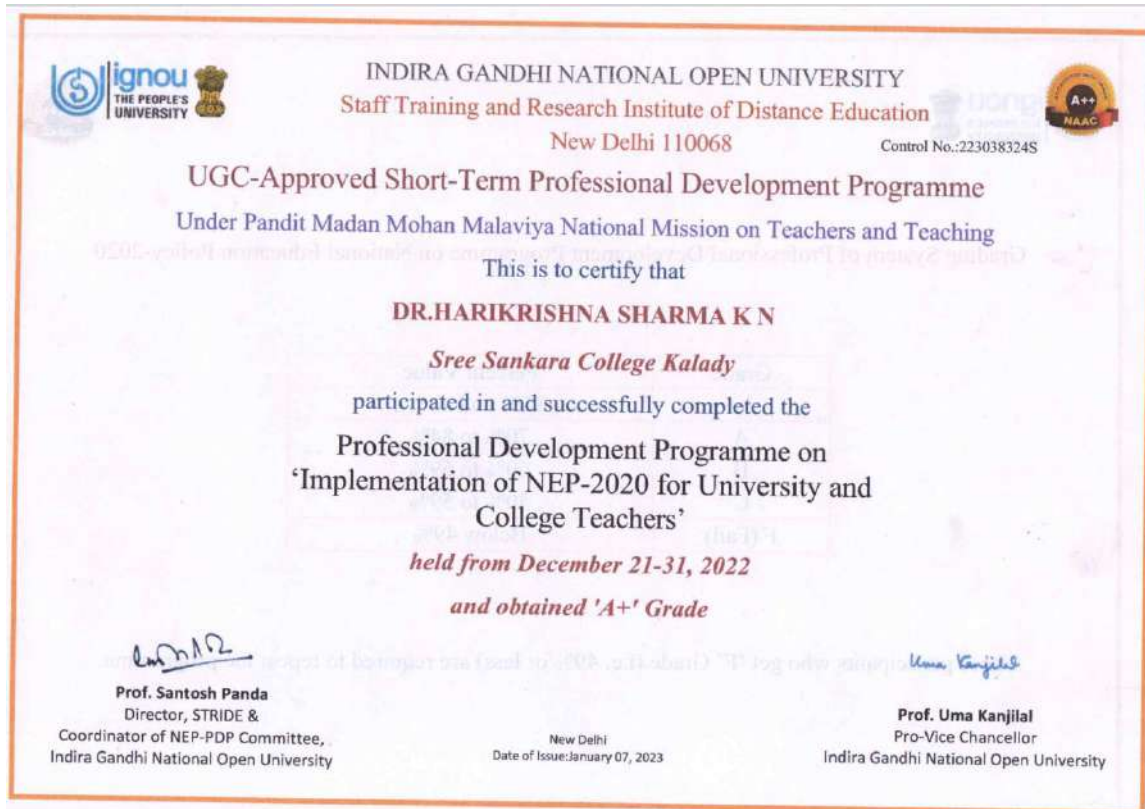 ignou
THE PEOPLE'S
UNIVERSITY
INDIRA GANDHI NATIONAL OPEN UNIVERSITY
Staff Training and Research Institute of Distance Education
New Delhi 110068
A++
NAAC
Control No.:223038324S
UGC-Approved Short-Term Professional Development Programme
Under Pandit Madan Mohan Malaviya National Mission on Teachers and Teaching
This is to certify that
DR.HARIKRISHNA SHARMA K N
Sree Sankara College Kalady
participated in and successfully completed the
Professional Development Programme on
‘Implementation of NEP-2020 for University and
College Teachers’
held from December 21-31, 2022
and obtained 'A+' Grade
Prof. Santosh Panda
Director, STRIDE &
Coordinator of NEP-PDP Committee,
Indira Gandhi National Open University
New Delhi
Date of Issue:January 07, 2023
Uma Kanjilal
Prof. Uma Kanjilal
Pro-Vice Chancellor
Indira Gandhi National Open University